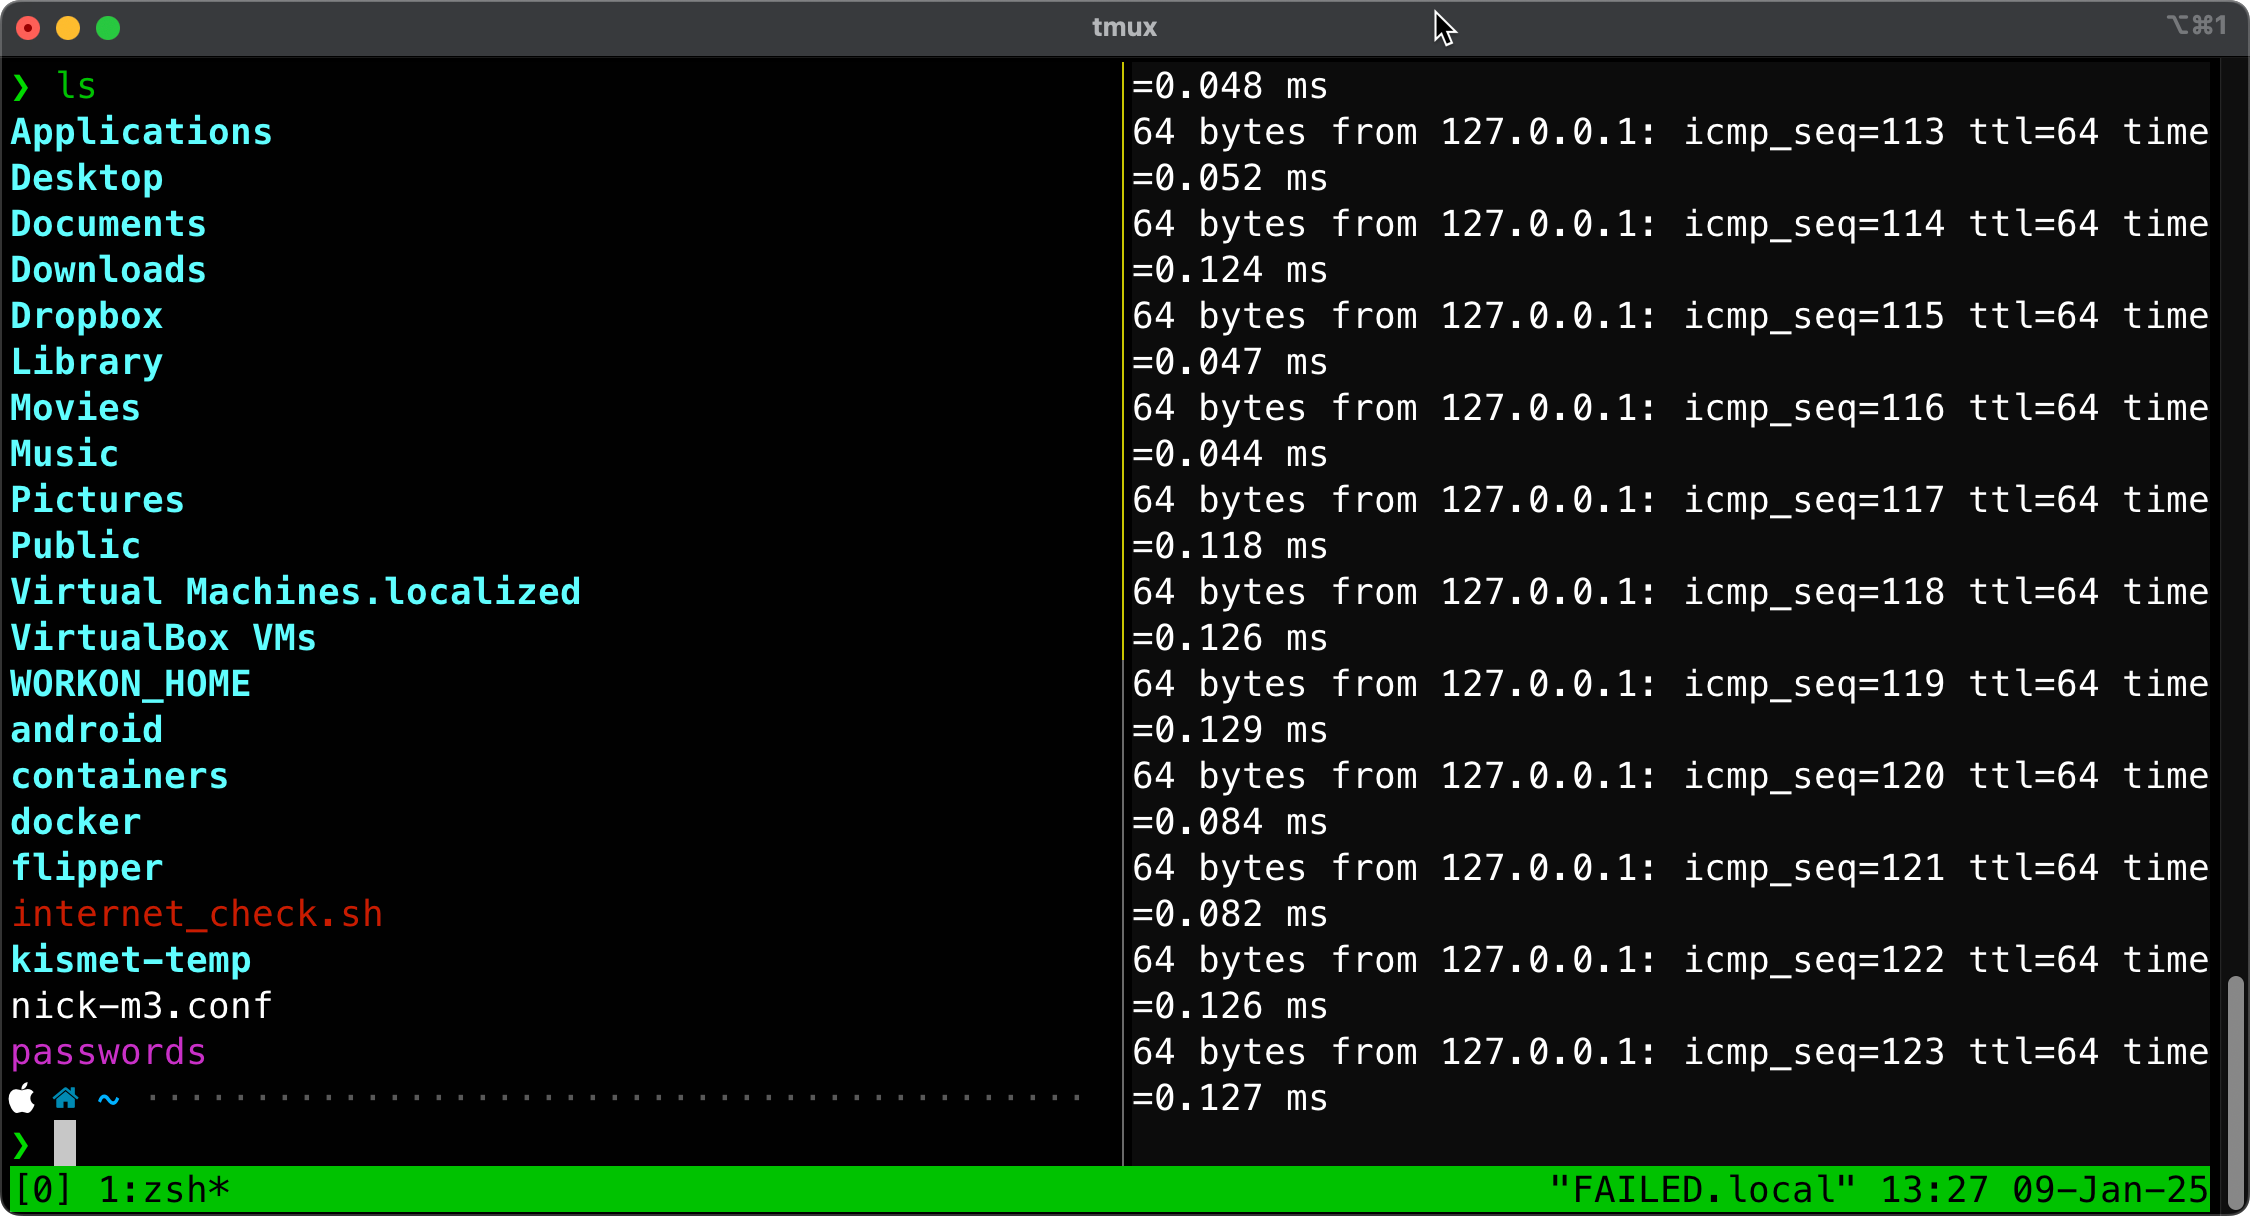 tmux
⌥⌘1
❯ ls
Applications
Desktop
Documents
Downloads
Dropbox
Library
Movies
Music
Pictures
Public
Virtual Machines.localized
VirtualBox VMs
WORKON_HOME
android
containers
docker
flipper
internet_check.sh
kismet-temp
nick-m3.conf
passwords
~ ···········································
❯
=0.048 ms
64 bytes from 127.0.0.1: icmp_seq=113 ttl=64 time
=0.052 ms
64 bytes from 127.0.0.1: icmp_seq=114 ttl=64 time
=0.124 ms
64 bytes from 127.0.0.1: icmp_seq=115 ttl=64 time
=0.047 ms
64 bytes from 127.0.0.1: icmp_seq=116 ttl=64 time
=0.044 ms
64 bytes from 127.0.0.1: icmp_seq=117 ttl=64 time
=0.118 ms
64 bytes from 127.0.0.1: icmp_seq=118 ttl=64 time
=0.126 ms
64 bytes from 127.0.0.1: icmp_seq=119 ttl=64 time
=0.129 ms
64 bytes from 127.0.0.1: icmp_seq=120 ttl=64 time
=0.084 ms
64 bytes from 127.0.0.1: icmp_seq=121 ttl=64 time
=0.082 ms
64 bytes from 127.0.0.1: icmp_seq=122 ttl=64 time
=0.126 ms
64 bytes from 127.0.0.1: icmp_seq=123 ttl=64 time
=0.127 ms
[0] 1:zsh* "FAILED.local" 13:27 09-Jan-25